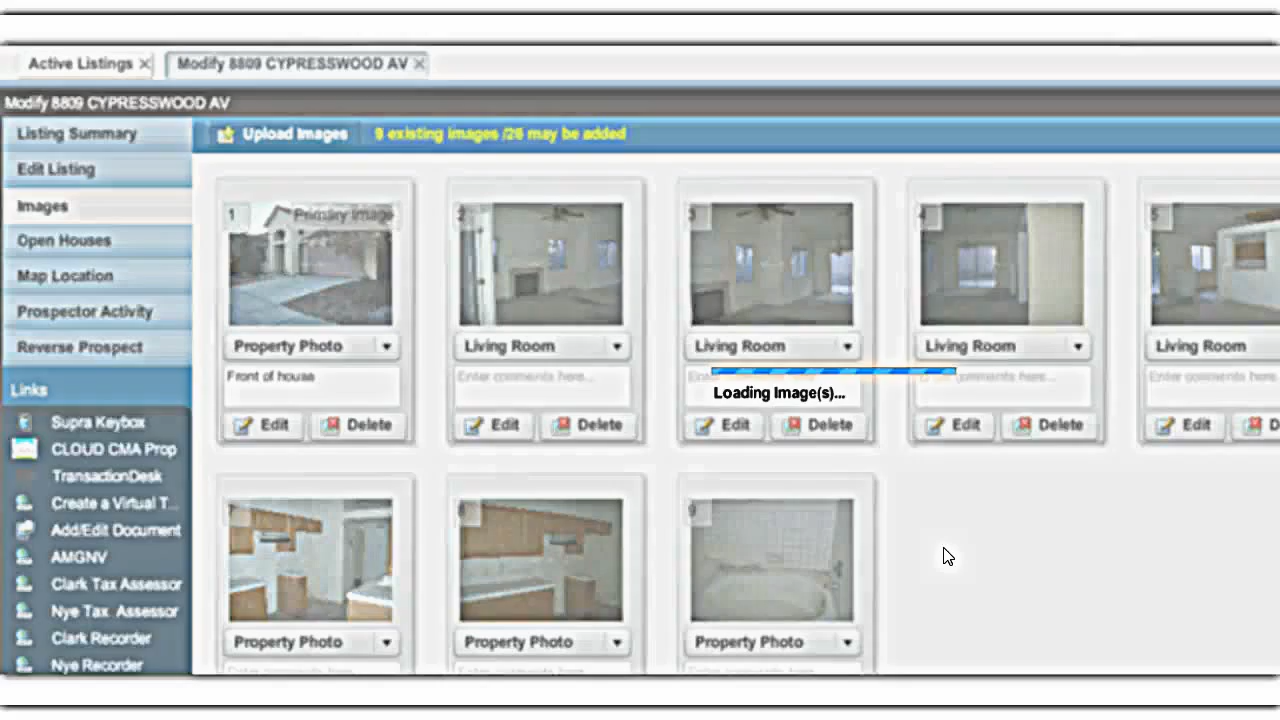 Active Listings
Modify 8809 CYPRESSWOOD AV
Modify 8809 CYPRESSWOOD AV
Listing Summary
Edit Listing
Images
Open Houses
Map Location
Prospector Activity
Reverse Prospect
Links
Supra Keybox
CLOUD CMA Prop
TransactionDesk
Create a Virtual T...
Add/Edit Document
AMGNV
Clark Tax Assessor
Nye Tax Assessor
Clark Recorder
Nye Recorder
Upload Images 9 existing images /26 may be added
1 Primary Image
2
3
4
5
Property Photo
Living Room
Living Room
Living Room
Living Room
Front of house
Enter comments here...
comments here...
Enter comments here...
Loading Image(s)...
Edit Delete
Edit Delete
Edit Delete
Edit Delete
Edit D
7
8
9
Property Photo
Property Photo
Property Photo